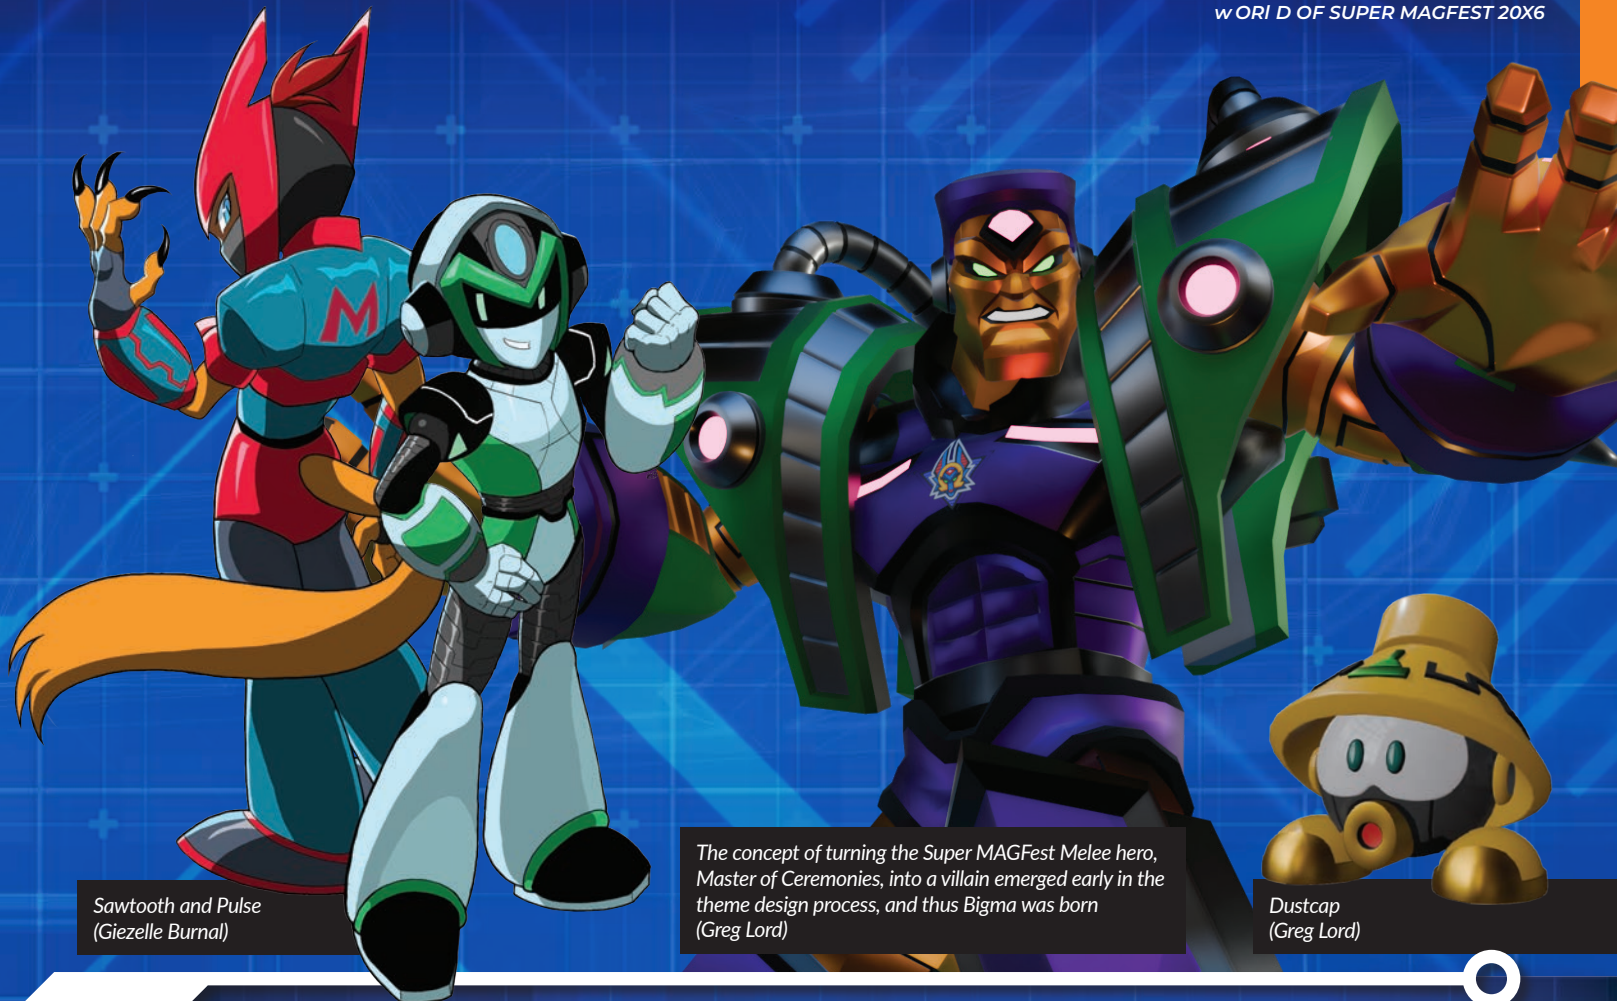 w ORl D OF SUPER MAGFEST 20X6
M
Sawtooth and Pulse
(Giezelle Burnal)
The concept of turning the Super MAGFest Melee hero,
Master of Ceremonies, into a villain emerged early in the
theme design process, and thus Bigma was born
(Greg Lord)
Dustcap
(Greg Lord)